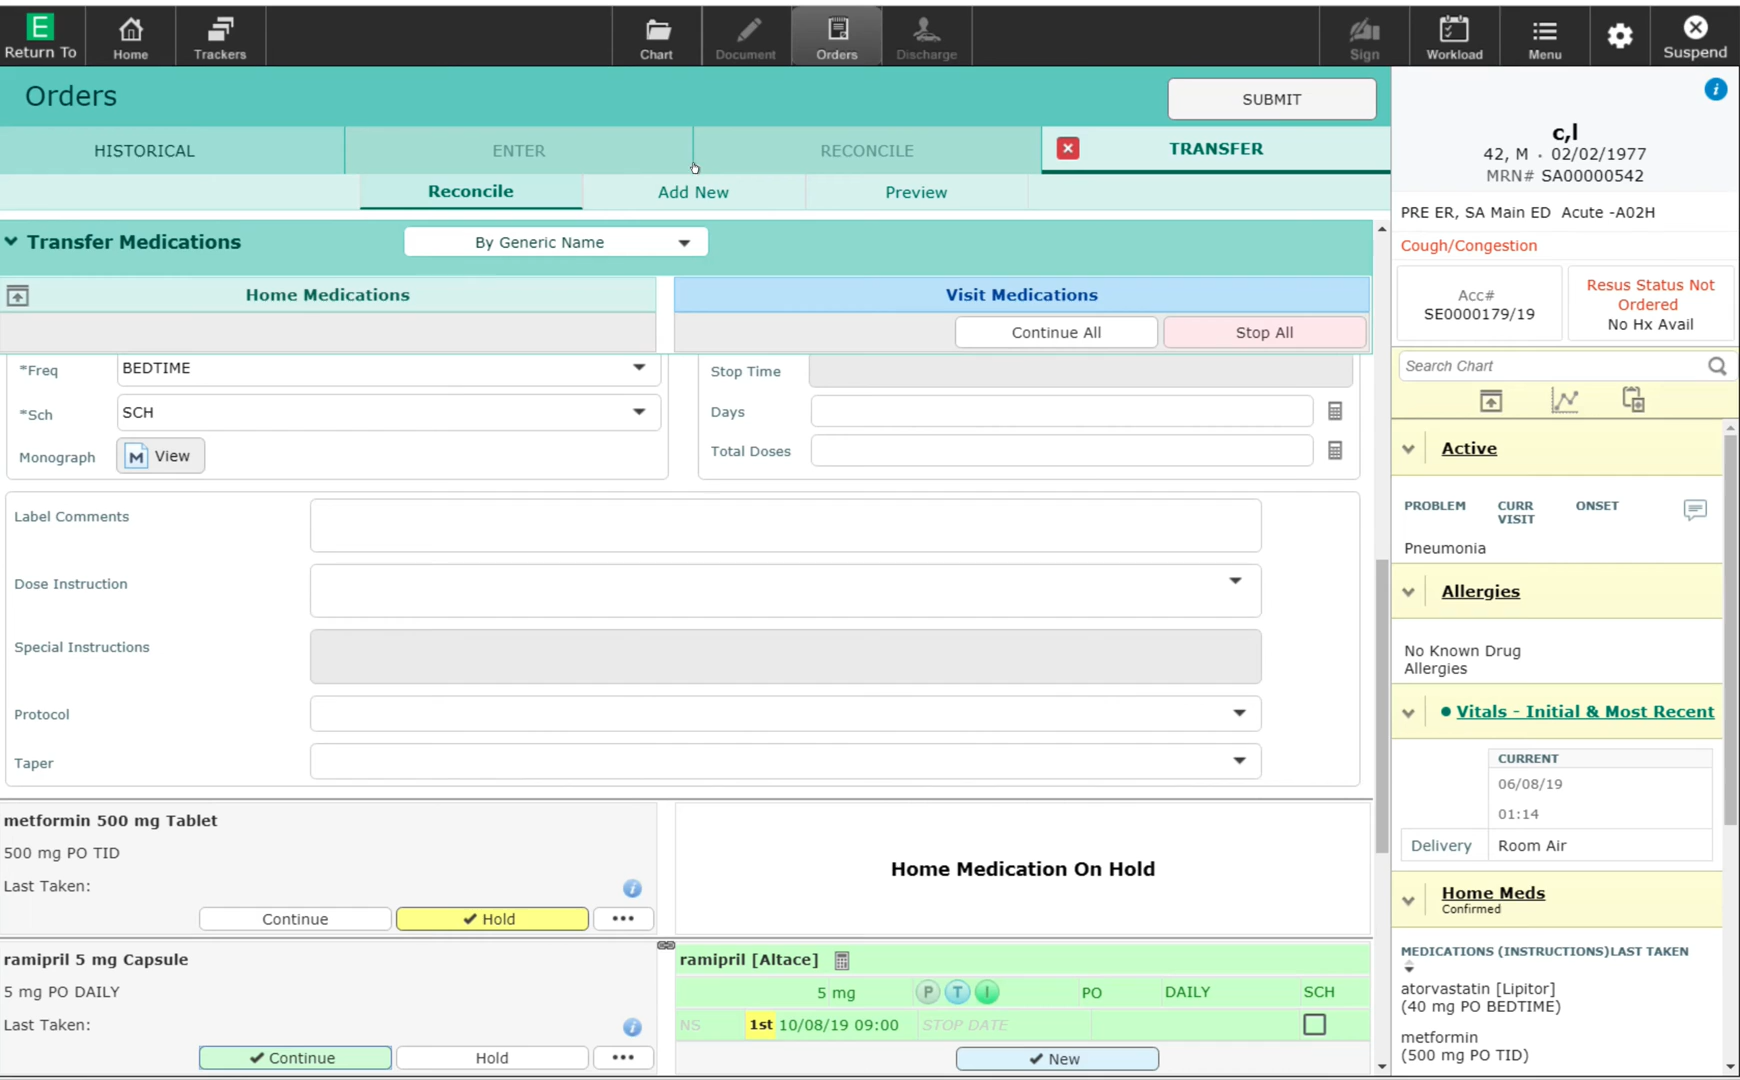 E
Return To
Home
Trackers
Chart
Document
Orders
Discharge
Sign
Workload
Menu
Suspend
Orders
SUBMIT
HISTORICAL
ENTER
RECONCILE
TRANSFER
Reconcile
Add New
Preview
Transfer Medications
By Generic Name
Home Medications
Visit Medications
Continue All
Stop All
*Freq
BEDTIME
*Sch
SCH
Monograph
M View
Stop Time
Days
Total Doses
Label Comments
Dose Instruction
Special Instructions
Protocol
Taper
metformin 500 mg Tablet
500 mg PO TID
Last Taken:
Continue
Hold
Home Medication On Hold
ramipril 5 mg Capsule
5 mg PO DAILY
Last Taken:
Continue
Hold
ramipril [Altace]
5 mg P T I PO DAILY SCH
NS 1st 10/08/19 09:00 STOP DATE
New
c,l
42, M · 02/02/1977
MRN# SA00000542
PRE ER, SA Main ED Acute -A02H
Cough/Congestion
Acc#
SE0000179/19
Resus Status Not
Ordered
No Hx Avail
Search Chart
Active
PROBLEM CURR VISIT ONSET
Pneumonia
Allergies
No Known Drug
Allergies
Vitals - Initial & Most Recent
CURRENT
06/08/19
01:14
Delivery Room Air
Home Meds
Confirmed
MEDICATIONS (INSTRUCTIONS)LAST TAKEN
atorvastatin [Lipitor]
(40 mg PO BEDTIME)
metformin
(500 mg PO TID)